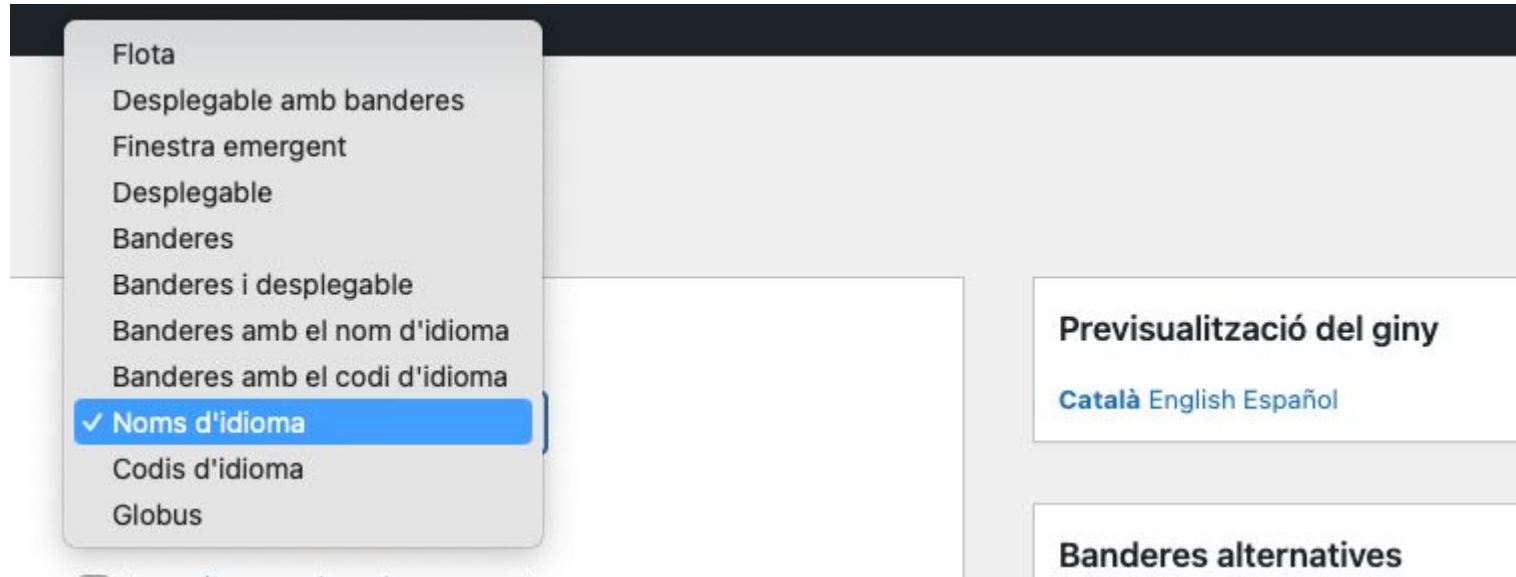 Flota
Desplegable amb banderes
Finestra emergent
Desplegable
Banderes
Banderes i desplegable
Banderes amb el nom d'idioma
Banderes amb el codi d'idioma
✓ Noms d'idioma
Codis d'idioma
Globus
Previsualització del giny
Català English Español
Banderes alternatives